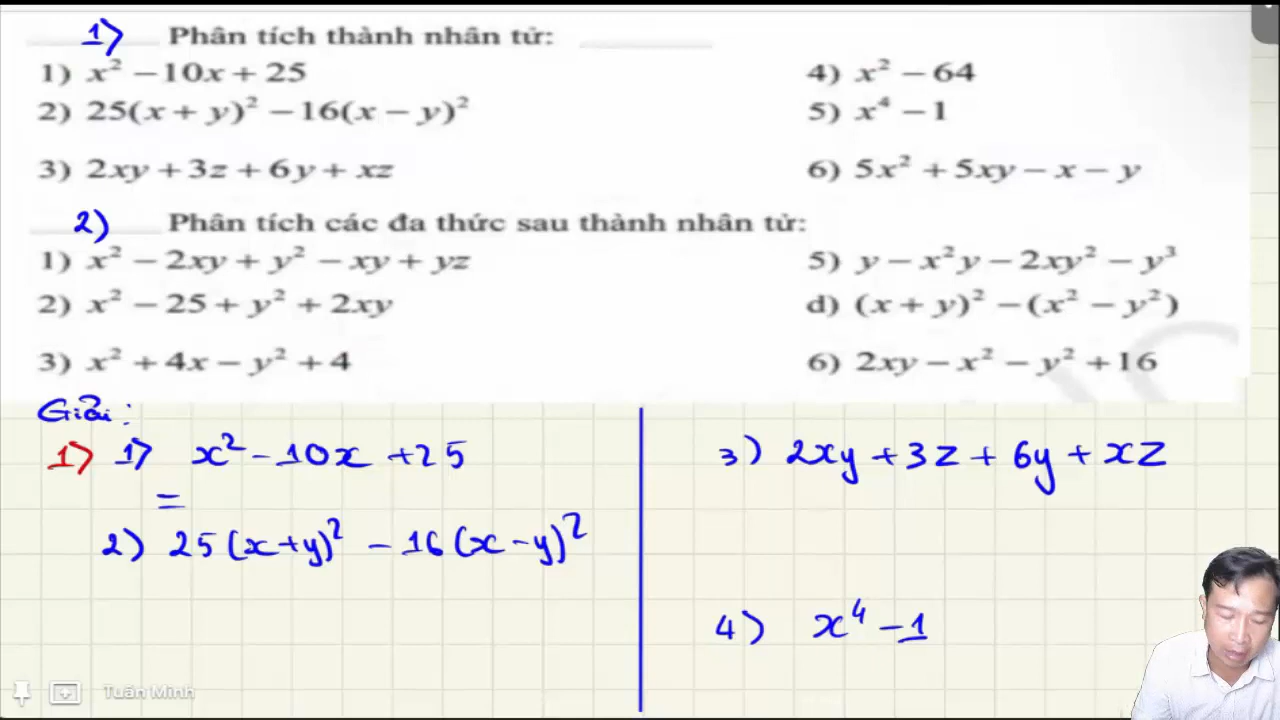 1) Phân tích thành nhân tử:
1) x² − 10x + 25
4) x² − 64
2) 25(x + y)² − 16(x − y)²
5) x⁴ − 1
3) 2xy + 3z + 6y + xz
6) 5x² + 5xy − x − y
2) Phân tích các đa thức sau thành nhân tử:
1) x² − 2xy + y² − xy + yz
5) y − x²y − 2xy² − y³
2) x² − 25 + y² + 2xy
d) (x + y)² − (x² − y²)
3) x² + 4x − y² + 4
6) 2xy − x² − y² + 16
Giải:
1) 1) x² − 10x + 25
=
2) 25(x+y)² − 16(x−y)²
3) 2xy + 3z + 6y + xz
4) x⁴ − 1
Tuấn Minh